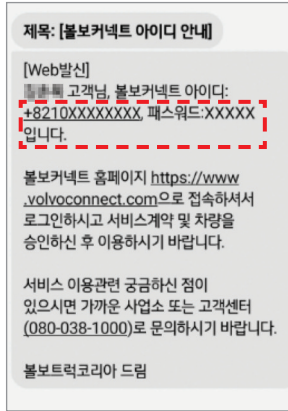 제목: [볼보커넥트 아이디 안내]
[Web발신]
고객님, 볼보커넥트 아이디:
+8210XXXXXXXX, 패스워드:XXXXX
입니다.
볼보커넥트 홈페이지 https://www
.volvoconnect.com으로 접속하셔서
로그인하시고 서비스계약 및 차량을
승인하신 후 이용하시기 바랍니다.
서비스 이용관련 궁금하신 점이
있으시면 가까운 사업소 또는 고객센터
(080-038-1000)로 문의하시기 바랍니다.
볼보트럭코리아 드림